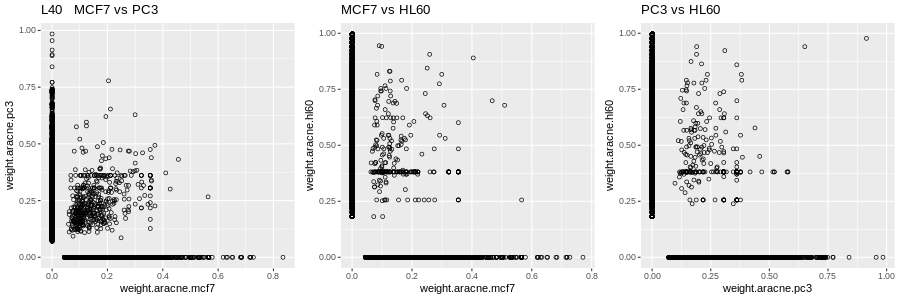 L40 MCF7 vs PC3
1.00
0.75
0.50
0.25
0.00
weight.aracne.pc3
0.0 0.2 0.4 0.6 0.8
weight.aracne.mcf7
MCF7 vs HL60
1.00
0.75
0.50
0.25
0.00
weight.aracne.hl60
0.0 0.2 0.4 0.6 0.8
weight.aracne.mcf7
PC3 vs HL60
1.00
0.75
0.50
0.25
0.00
weight.aracne.hl60
0.00 0.25 0.50 0.75 1.00
weight.aracne.pc3